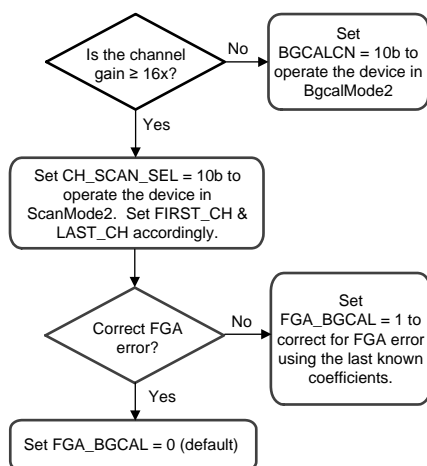 Is the channel
gain ≥ 16x?
No
Set
BGCALCN = 10b to
operate the device in
BgcalMode2
Yes
Set CH_SCAN_SEL = 10b to
operate the device in
ScanMode2. Set FIRST_CH &
LAST_CH accordingly.
Correct FGA
error?
No
Set
FGA_BGCAL = 1 to
correct for FGA error
using the last known
coefficients.
Yes
Set FGA_BGCAL = 0 (default)